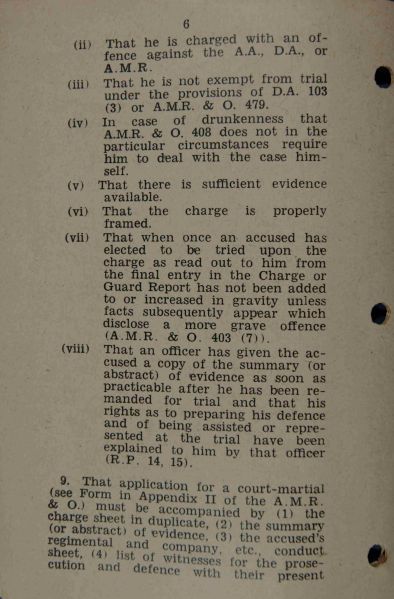 6
(ii) That he is charged with an of-
fence against the A.A., D.A., or
A.M.R.
(iii) That he is not exempt from trial
under the provisions of D.A. 103
(3) or A.M.R. & O. 479.
(iv) In case of drunkenness that
A.M.R. & O. 408 does not in the
particular circumstances require
him to deal with the case him-
self.
(v) That there is sufficient evidence
available.
(vi) That the charge is properly
framed.
(vii) That when once an accused has
elected to be tried upon the
charge as read out to him from
the final entry in the Charge or
Guard Report has not been added
to or increased in gravity unless
facts subsequently appear which
disclose a more grave offence
(A.M.R. & O. 403 (7)).
(viii) That an officer has given the ac-
cused a copy of the summary (or
abstract) of evidence as soon as
practicable after he has been re-
manded for trial and that his
rights as to preparing his defence
and of being assisted or repre-
sented at the trial have been
explained to him by that officer
(R.P. 14, 15).
9. That application for a court-martial
(see Form in Appendix II of the A.M.R.
& O.) must be accompanied by (1) the
charge sheet in duplicate, (2) the summary
(or abstract) of evidence, (3) the accused's
regimental and company, etc., conduct
sheet, (4) list of witnesses for the prose-
cution and defence with their present